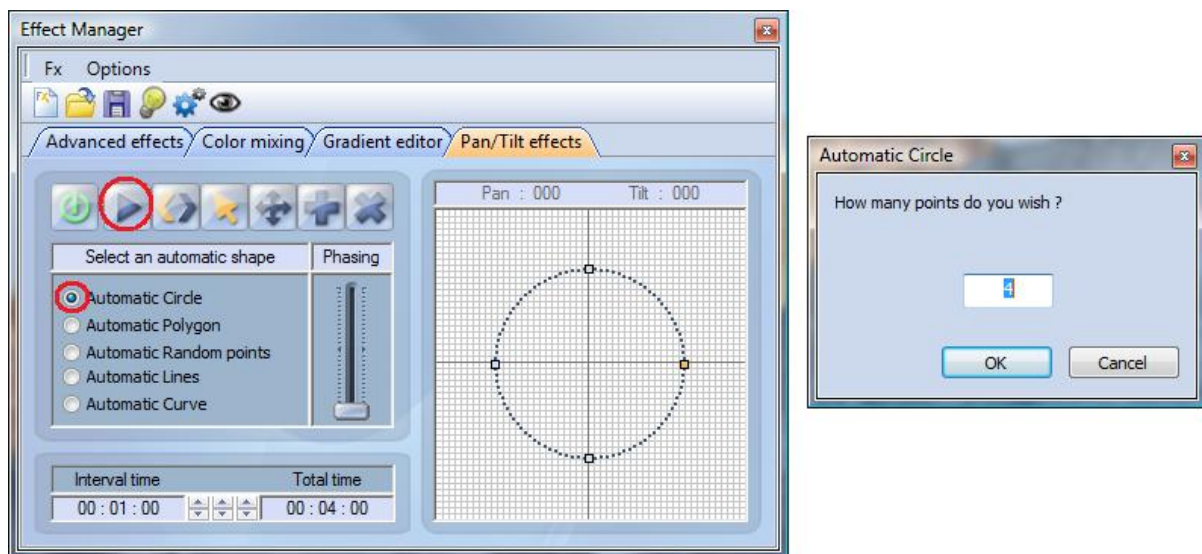 Effect Manager
Fx Options
Advanced effects Color mixing Gradient editor Pan/Tilt effects
Select an automatic shape Phasing
Automatic Circle
Automatic Polygon
Automatic Random points
Automatic Lines
Automatic Curve
Interval time Total time
00 : 01 : 00 00 : 04 : 00
Pan : 000 Tilt : 000
Automatic Circle
How many points do you wish ?
4
OK Cancel